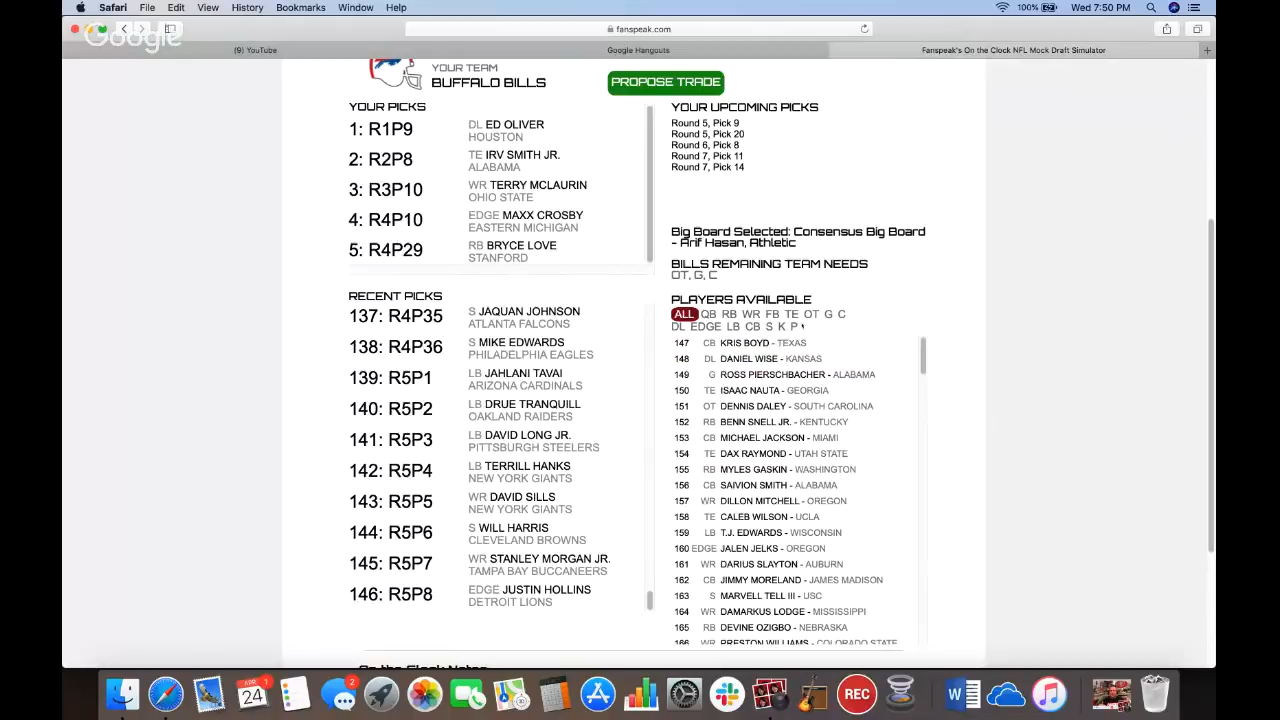 Safari File Edit View History Bookmarks Window Help
100% Wed 7:50 PM
fanspeak.com
Google
(9) YouTube
Google Hangouts
Fanspeak's On the Clock NFL Mock Draft Simulator
YOUR TEAM
BUFFALO BILLS
PROPOSE TRADE
YOUR PICKS
1: R1P9
DL ED OLIVER
HOUSTON
2: R2P8
TE IRV SMITH JR.
ALABAMA
3: R3P10
WR TERRY MCLAURIN
OHIO STATE
4: R4P10
EDGE MAXX CROSBY
EASTERN MICHIGAN
5: R4P29
RB BRYCE LOVE
STANFORD
YOUR UPCOMING PICKS
Round 5, Pick 9
Round 5, Pick 20
Round 6, Pick 8
Round 7, Pick 11
Round 7, Pick 14
Big Board Selected: Consensus Big Board
- Arif Hasan, Athletic
BILLS REMAINING TEAM NEEDS
OT, G, C
RECENT PICKS
137: R4P35
S JAQUAN JOHNSON
ATLANTA FALCONS
138: R4P36
S MIKE EDWARDS
PHILADELPHIA EAGLES
139: R5P1
LB JAHLANI TAVAI
ARIZONA CARDINALS
140: R5P2
LB DRUE TRANQUILL
OAKLAND RAIDERS
141: R5P3
LB DAVID LONG JR.
PITTSBURGH STEELERS
142: R5P4
LB TERRILL HANKS
NEW YORK GIANTS
143: R5P5
WR DAVID SILLS
NEW YORK GIANTS
144: R5P6
S WILL HARRIS
CLEVELAND BROWNS
145: R5P7
WR STANLEY MORGAN JR.
TAMPA BAY BUCCANEERS
146: R5P8
EDGE JUSTIN HOLLINS
DETROIT LIONS
PLAYERS AVAILABLE
ALL QB RB WR FB TE OT G C
DL EDGE LB CB S K P
147 CB KRIS BOYD - TEXAS
148 DL DANIEL WISE - KANSAS
149 G ROSS PIERSCHBACHER - ALABAMA
150 TE ISAAC NAUTA - GEORGIA
151 OT DENNIS DALEY - SOUTH CAROLINA
152 RB BENN SNELL JR. - KENTUCKY
153 CB MICHAEL JACKSON - MIAMI
154 TE DAX RAYMOND - UTAH STATE
155 RB MYLES GASKIN - WASHINGTON
156 CB SAIVION SMITH - ALABAMA
157 WR DILLON MITCHELL - OREGON
158 TE CALEB WILSON - UCLA
159 LB T.J. EDWARDS - WISCONSIN
160 EDGE JALEN JELKS - OREGON
161 WR DARIUS SLAYTON - AUBURN
162 CB JIMMY MORELAND - JAMES MADISON
163 S MARVELL TELL III - USC
164 WR DAMARKUS LODGE - MISSISSIPPI
165 RB DEVINE OZIGBO - NEBRASKA
166 WR PRESTON WILLIAMS - COLORADO STATE
On the Clock Notes
APR
24
1
2
REC
W